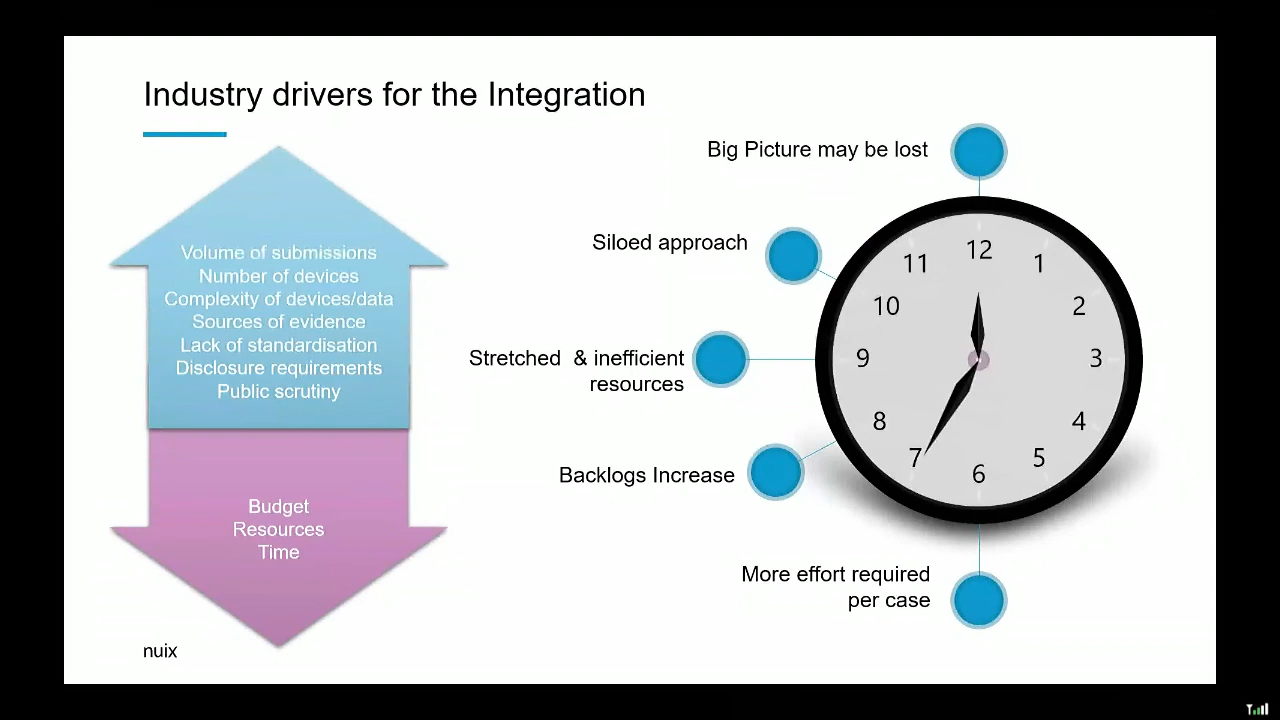 Industry drivers for the Integration
Volume of submissions
Number of devices
Complexity of devices/data
Sources of evidence
Lack of standardisation
Disclosure requirements
Public scrutiny
Budget
Resources
Time
Big Picture may be lost
Siloed approach
Stretched & inefficient
resources
Backlogs Increase
More effort required
per case
12
11
1
10
2
9
3
8
4
7
5
6
nuix